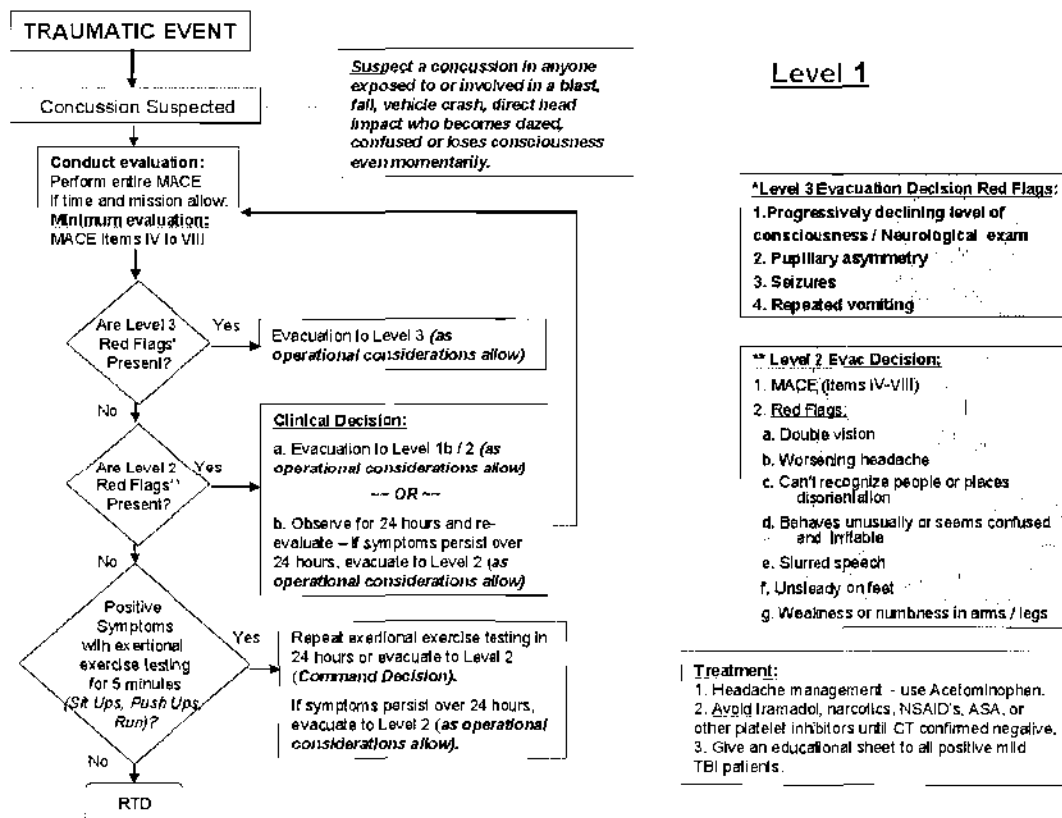 TRAUMATIC EVENT
Concussion Suspected
Suspect a concussion in anyone
exposed to or involved in a blast,
fall, vehicle crash, direct head
impact who becomes dazed,
confused or loses consciousness
even momentarily.
Conduct evaluation:
Perform entire MACE
If time and mission allow.
Minimum evaluation:
MACE Items IV to VIII
Are Level 3
Red Flags*
Present?
Yes
Evacuation to Level 3 (as
operational considerations allow)
No
Are Level 2
Red Flags**
Present?
Yes
Clinical Decision:
a. Evacuation to Level 1b / 2 (as
operational considerations allow)
~~ OR ~~
b. Observe for 24 hours and re-
evaluate – If symptoms persist over
24 hours, evacuate to Level 2 (as
operational considerations allow)
No
Positive
Symptoms
with exertional
exercise testing
for 5 minutes
(Sit Ups, Push Ups,
Run)?
Yes
Repeat exertional exercise testing in
24 hours or evacuate to Level 2
(Command Decision).
If symptoms persist over 24 hours,
evacuate to Level 2 (as operational
considerations allow).
No
RTD
Level 1
*Level 3 Evacuation Decision Red Flags:
1.Progressively declining level of
consciousness / Neurological exam
2. Pupillary asymmetry
3. Seizures
4. Repeated vomiting
** Level 2 Evac Decision:
1. MACE (Items IV-VIII)
2. Red Flags:
a. Double vision
b. Worsening headache
c. Can't recognize people or places
disorientation
d. Behaves unusually or seems confused
and irritable
e. Slurred speech
f. Unsteady on feet
g. Weakness or numbness in arms / legs
Treatment:
1. Headache management - use Acetominophen.
2. Avoid tramadol, narcotics, NSAID's, ASA, or
other platelet inhibitors until CT confirmed negative.
3. Give an educational sheet to all positive mild
TBI patients.